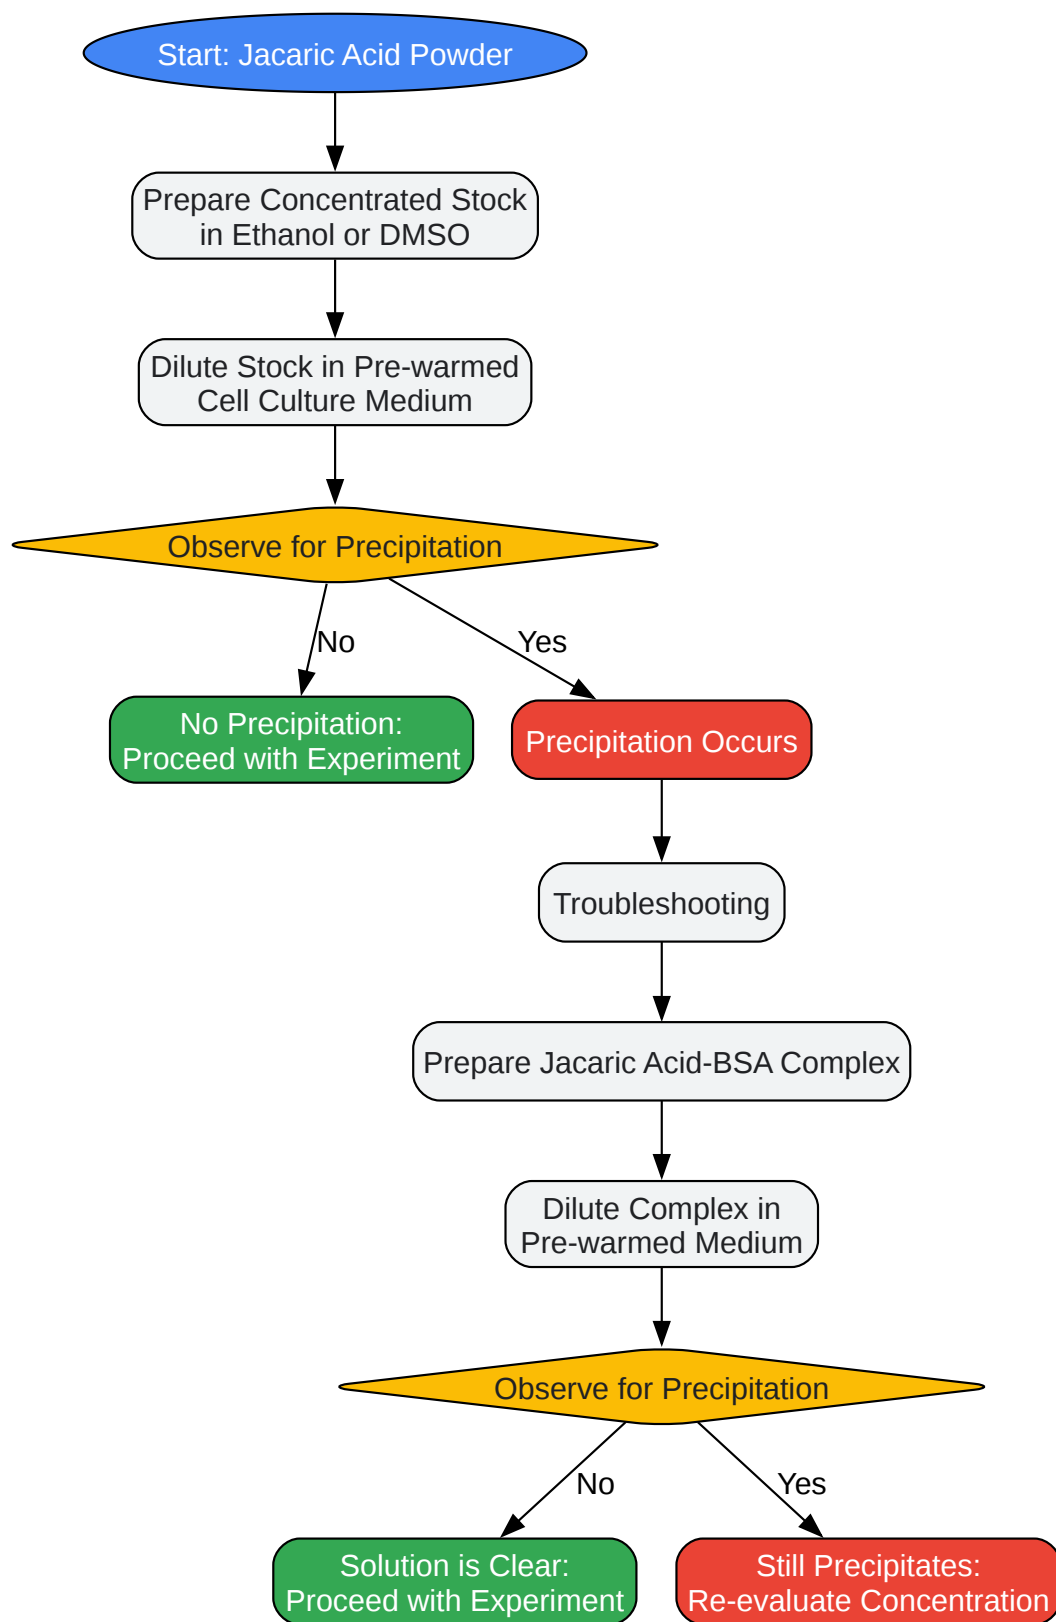 Start: Jacaric Acid Powder
Prepare Concentrated Stock
in Ethanol or DMSO
Dilute Stock in Pre-warmed
Cell Culture Medium
Observe for Precipitation
No
Yes
No Precipitation:
Proceed with Experiment
Precipitation Occurs
Troubleshooting
Prepare Jacaric Acid-BSA Complex
Dilute Complex in
Pre-warmed Medium
Observe for Precipitation
No
Yes
Solution is Clear:
Proceed with Experiment
Still Precipitates:
Re-evaluate Concentration